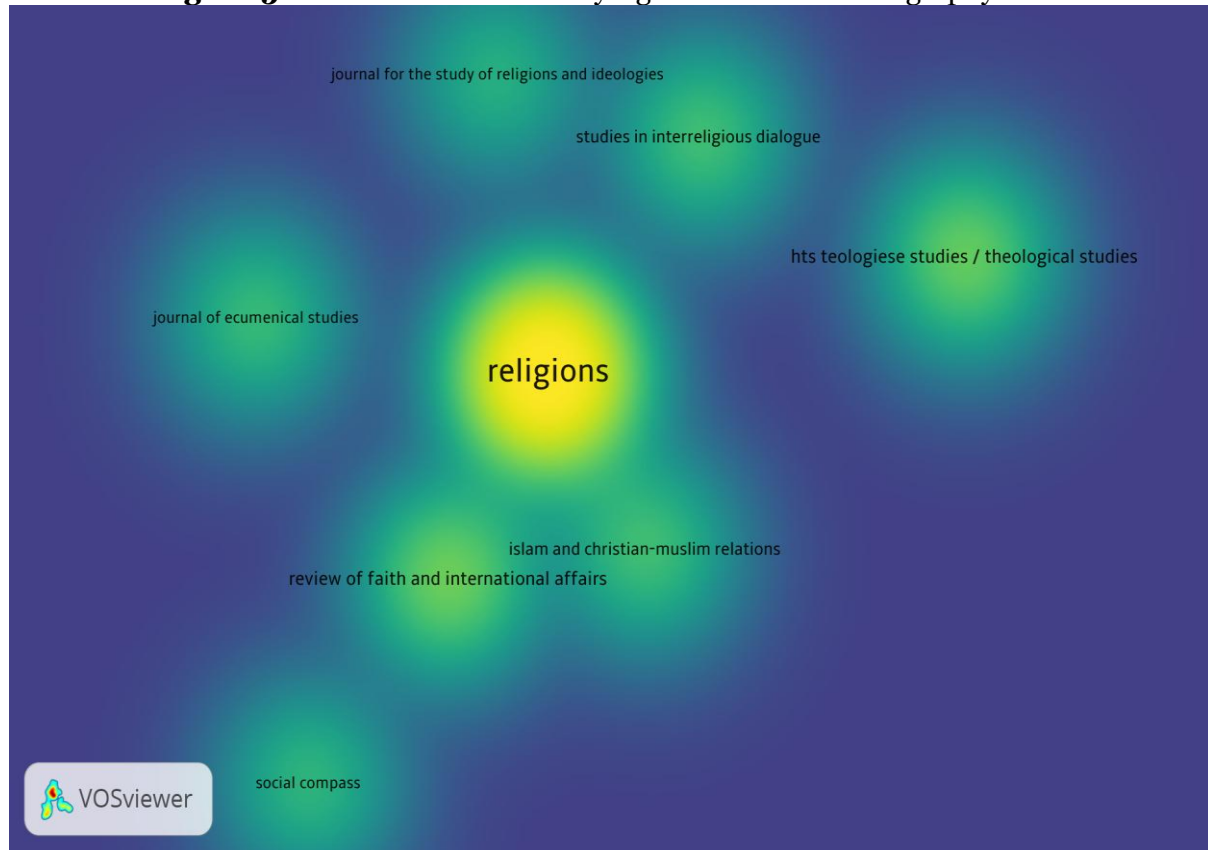 journal for the study of religions and ideologies
studies in interreligious dialogue
hts teologiese studies / theological studies
journal of ecumenical studies
religions
islam and christian-muslim relations
review of faith and international affairs
social compass
VOSviewer